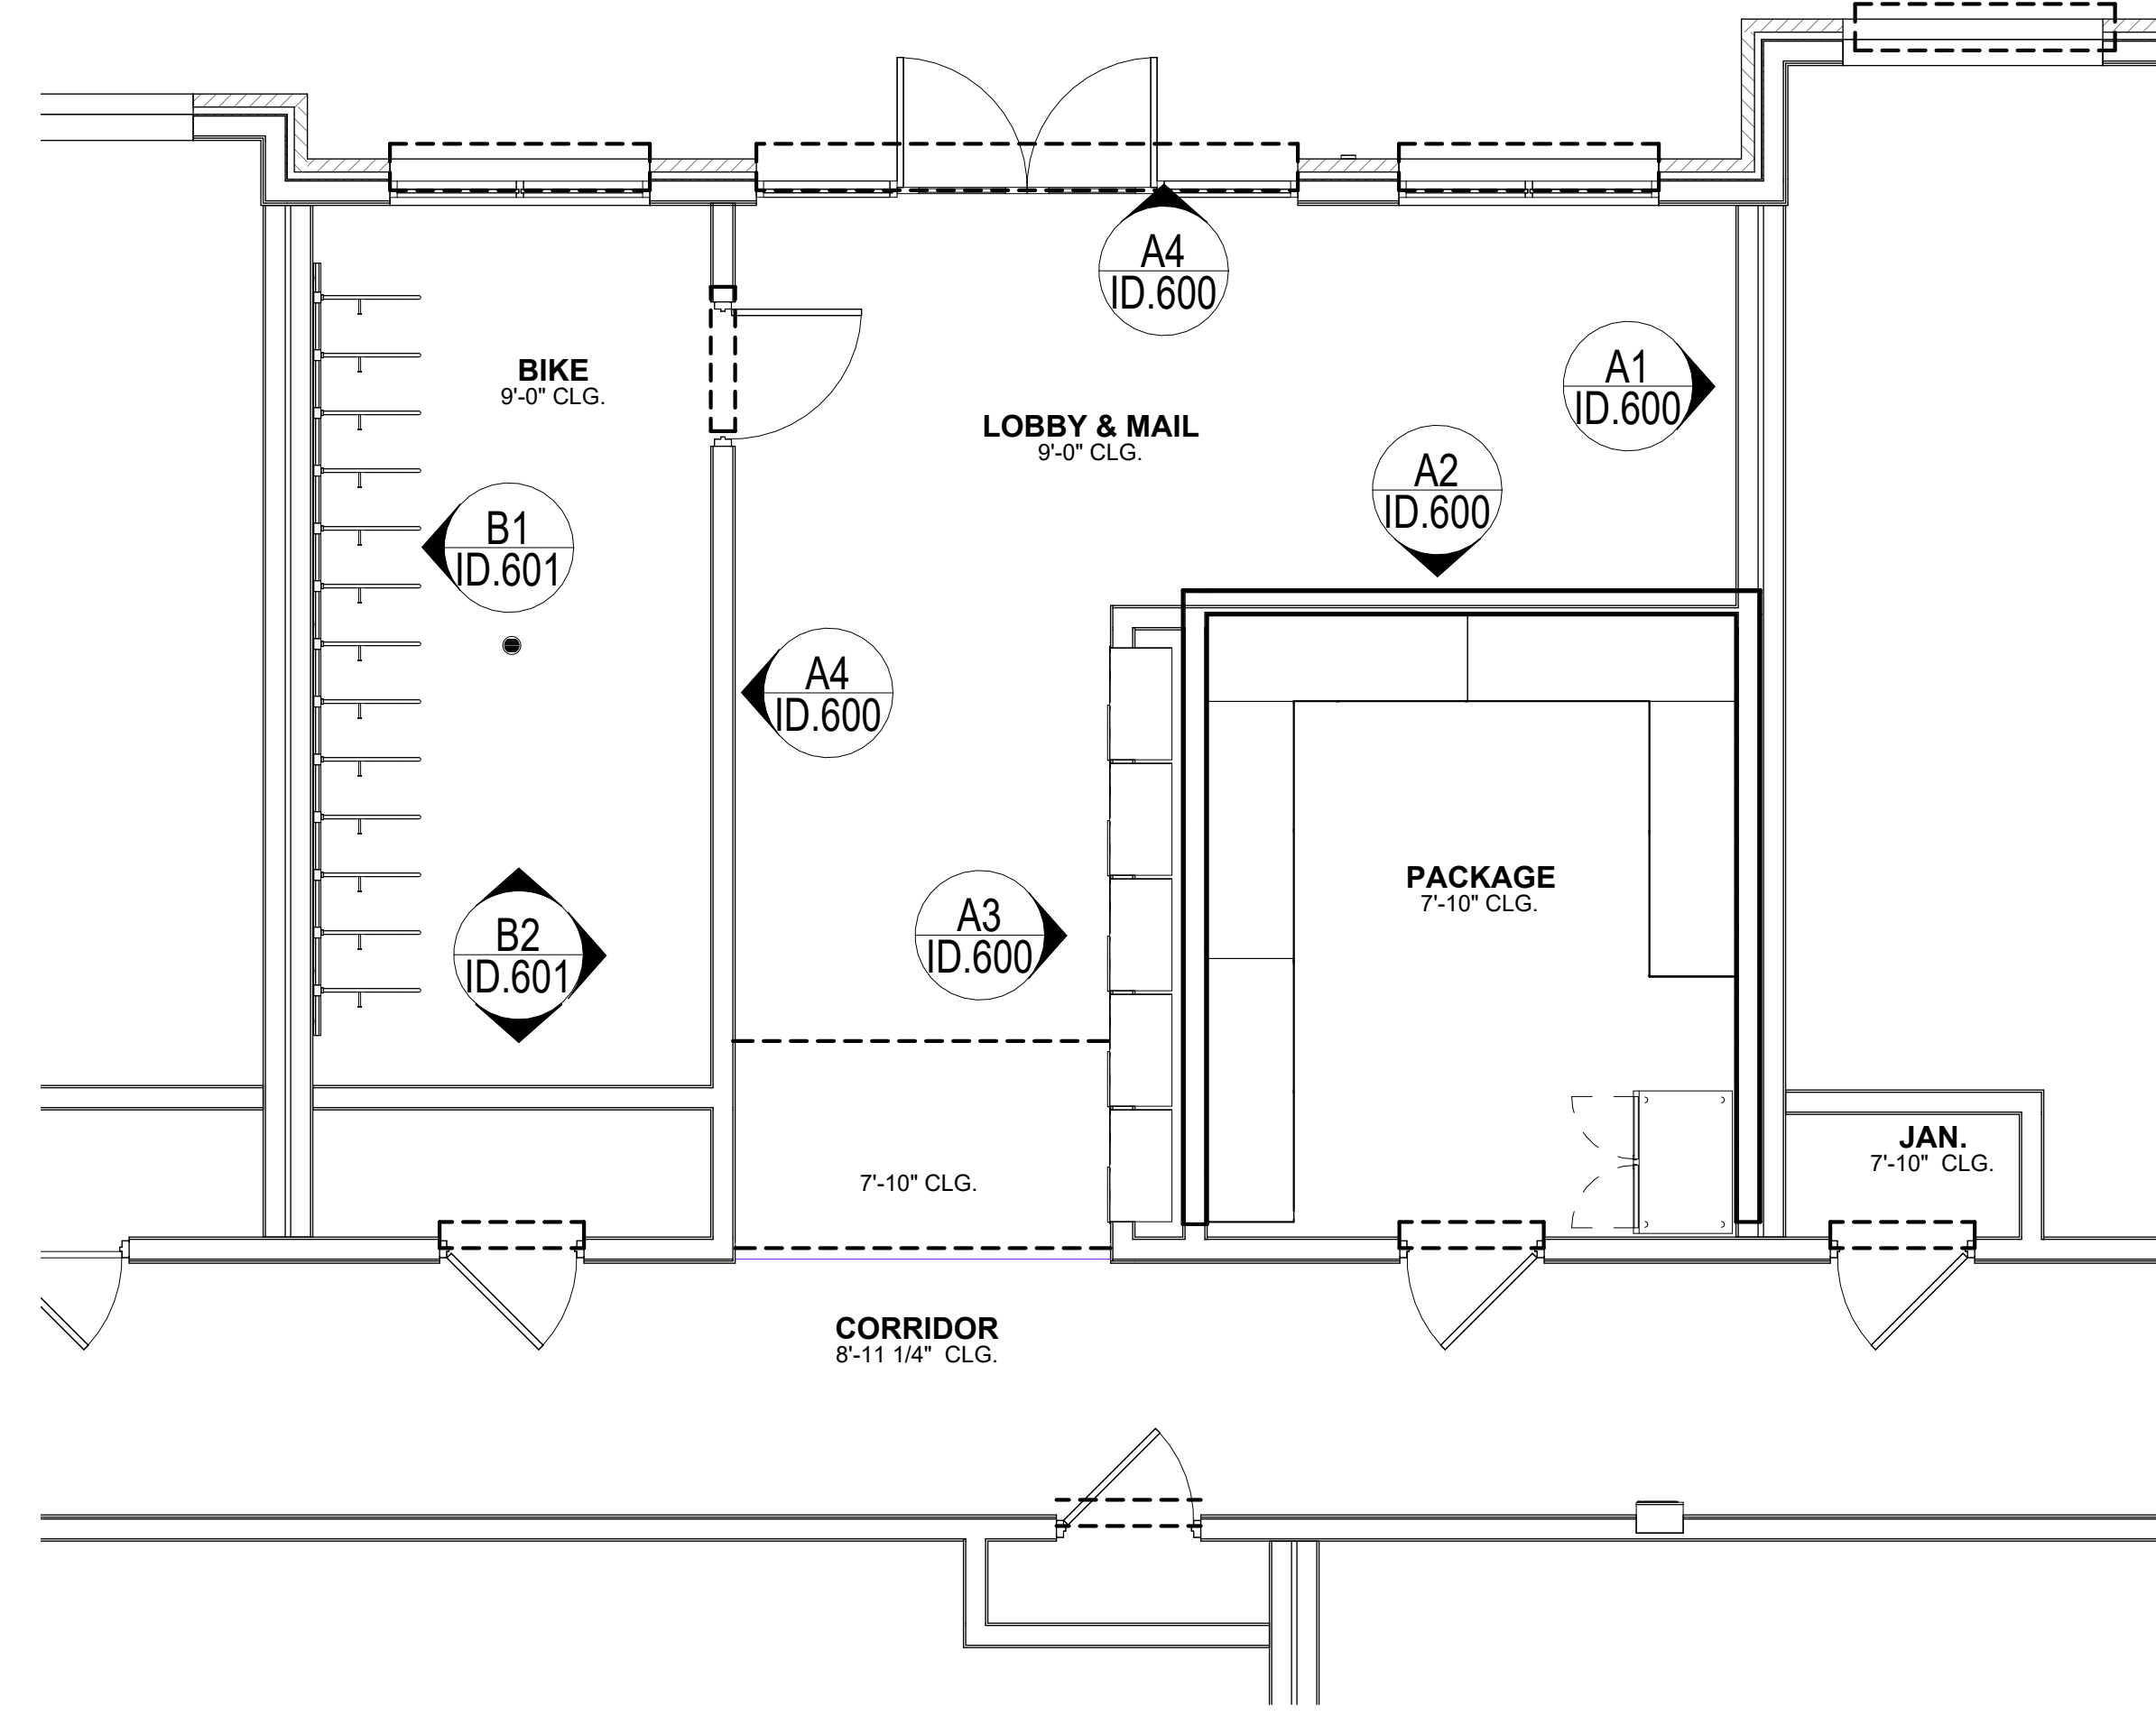 A4
ID.600
A1
ID.600
BIKE
9'-0" CLG.
LOBBY & MAIL
9'-0" CLG.
A2
ID.600
B1
ID.601
A4
ID.600
A3
ID.600
PACKAGE
7'-10" CLG.
B2
ID.601
JAN.
7'-10" CLG.
7'-10" CLG.
CORRIDOR
8'-11 1/4" CLG.